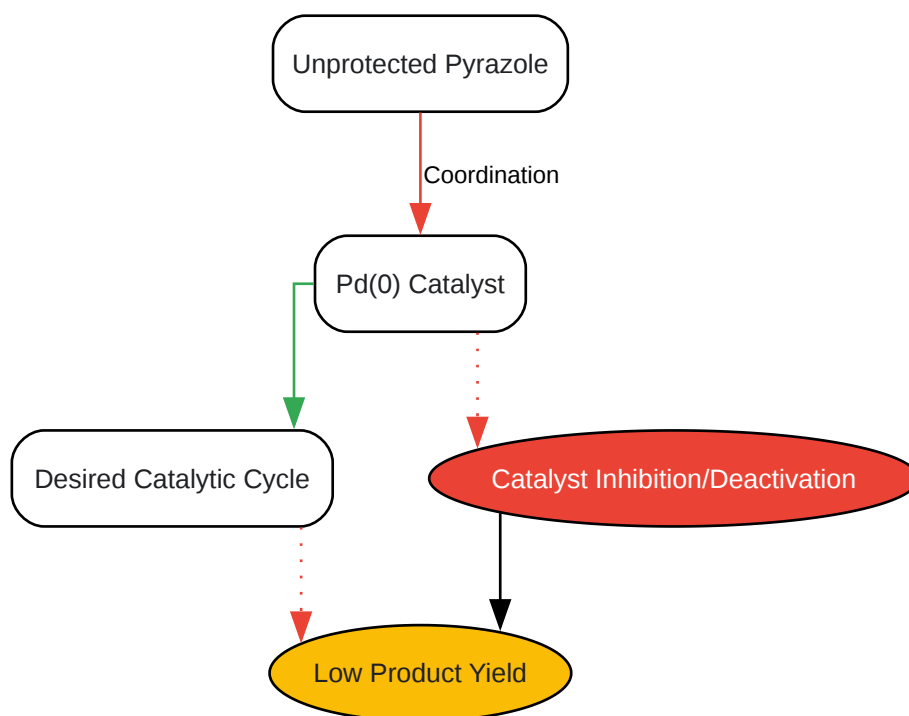 Unprotected Pyrazole
Coordination
Pd(0) Catalyst
Desired Catalytic Cycle
Catalyst Inhibition/Deactivation
Low Product Yield